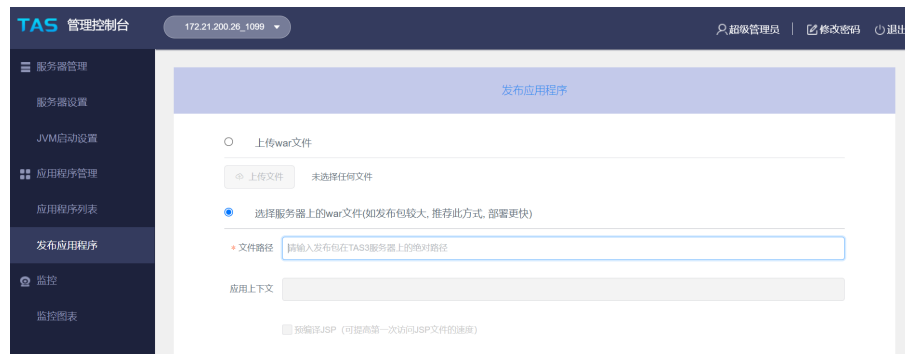 TAS 管理控制台
172.21.200.26_1099
超级管理员
修改密码
退出
服务器管理
服务器设置
JVM启动设置
应用程序管理
应用程序列表
发布应用程序
监控
监控图表
发布应用程序
上传war文件
上传文件 未选择任何文件
选择服务器上的war文件(如发布包较大, 推荐此方式, 部署更快)
* 文件路径 请输入发布包在TAS3服务器上的绝对路径
应用上下文
预编译JSP（可提高第一次访问JSP文件的速度）